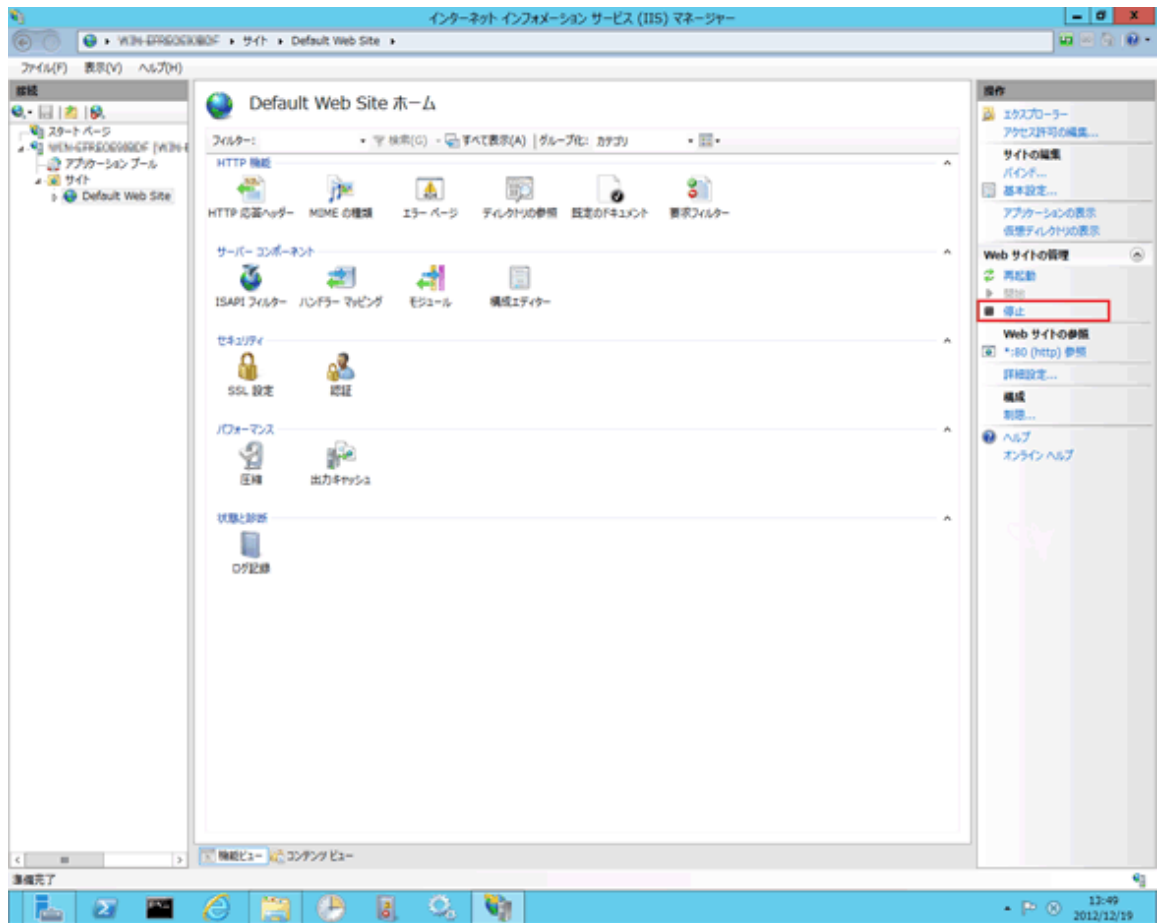 インターネット インフォメーション サービス (IIS) マネージャー
サイト ▸ Default Web Site ▸
ファイル(F) 表示(V) ヘルプ(H)
接続
スタート ページ
アプリケーション プール
サイト
Default Web Site
Default Web Site ホーム
フィルター: 検索(G) すべて表示(A) グループ化: カテゴリ
HTTP 機能
HTTP 応答ヘッダー MIME の種類 エラー ページ ディレクトリの参照 既定のドキュメント 要求フィルター
サーバー コンポーネント
ISAPI フィルター ハンドラー マッピング モジュール 構成エディター
セキュリティ
SSL 設定 認証
パフォーマンス
圧縮 出力キャッシュ
状態と診断
ログ記録
機能ビュー コンテンツ ビュー
操作
エクスプローラー
アクセス許可の編集...
サイトの編集
バインド...
基本設定...
アプリケーションの表示
仮想ディレクトリの表示
Web サイトの管理
再起動
開始
停止
Web サイトの参照
*:80 (http) 参照
詳細設定...
構成
制限...
ヘルプ
オンライン ヘルプ
準備完了
13:49
2012/12/19